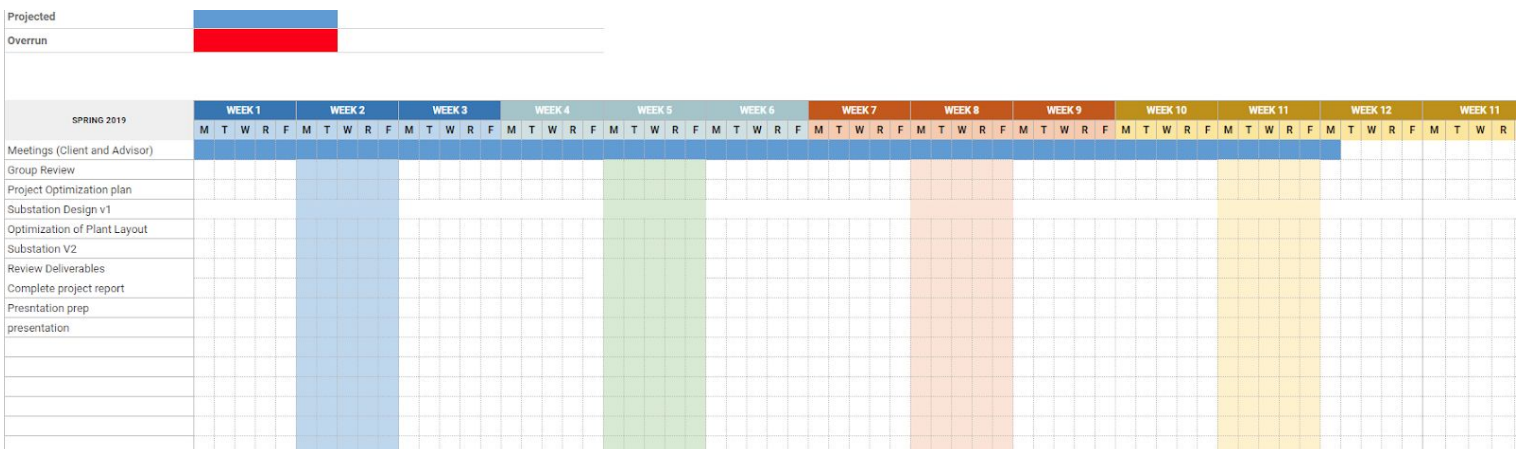 Projected
Overrun
WEEK 1 WEEK 2 WEEK 3 WEEK 4 WEEK 5 WEEK 6 WEEK 7 WEEK 8 WEEK 9 WEEK 10 WEEK 11 WEEK 12 WEEK 11
SPRING 2019
M T W R F M T W R F M T W R F M T W R F M T W R F M T W R F M T W R F M T W R F M T W R F M T W R F M T W R F M T W R F M T W R
Meetings (Client and Advisor)
Group Review
Project Optimization plan
Substation Design v1
Optimization of Plant Layout
Substation V2
Review Deliverables
Complete project report
Presntation prep
presentation